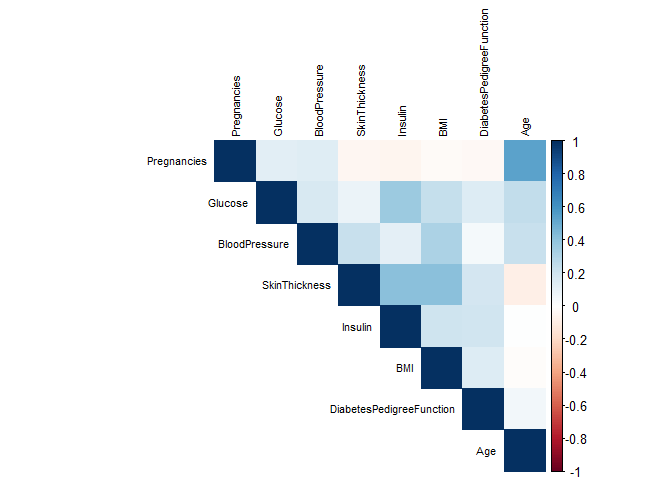 Pregnancies
Glucose
BloodPressure
SkinThickness
Insulin
BMI
DiabetesPedigreeFunction
Age
Pregnancies
Glucose
BloodPressure
SkinThickness
Insulin
BMI
DiabetesPedigreeFunction
Age
1
0.8
0.6
0.4
0.2
0
-0.2
-0.4
-0.6
-0.8
-1